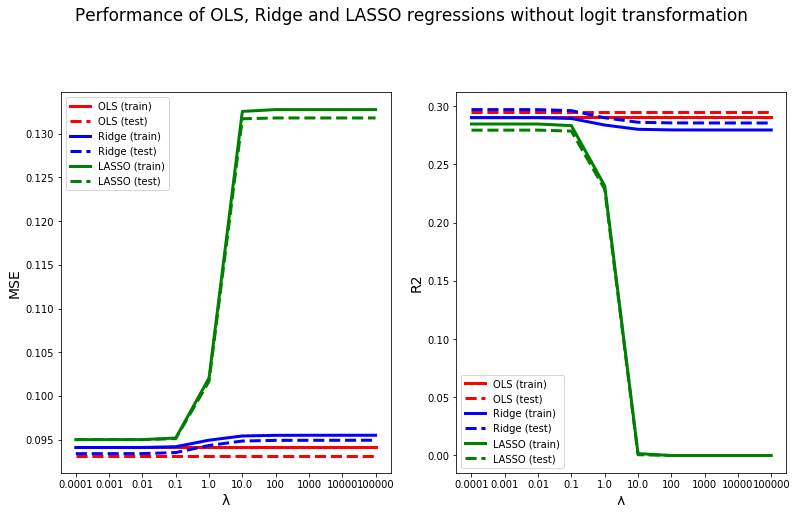 Performance of OLS, Ridge and LASSO regressions without logit transformation
OLS (train)
OLS (test)
Ridge (train)
Ridge (test)
LASSO (train)
LASSO (test)
0.130
0.125
0.120
0.115
0.110
0.105
0.100
0.095
MSE
0.0001 0.001 0.01 0.1 1.0 10.0 100 1000 10000 100000
λ
0.30
0.25
0.20
0.15
0.10
0.05
0.00
R2
OLS (train)
OLS (test)
Ridge (train)
Ridge (test)
LASSO (train)
LASSO (test)
0.0001 0.001 0.01 0.1 1.0 10.0 100 1000 10000 100000
ʌ